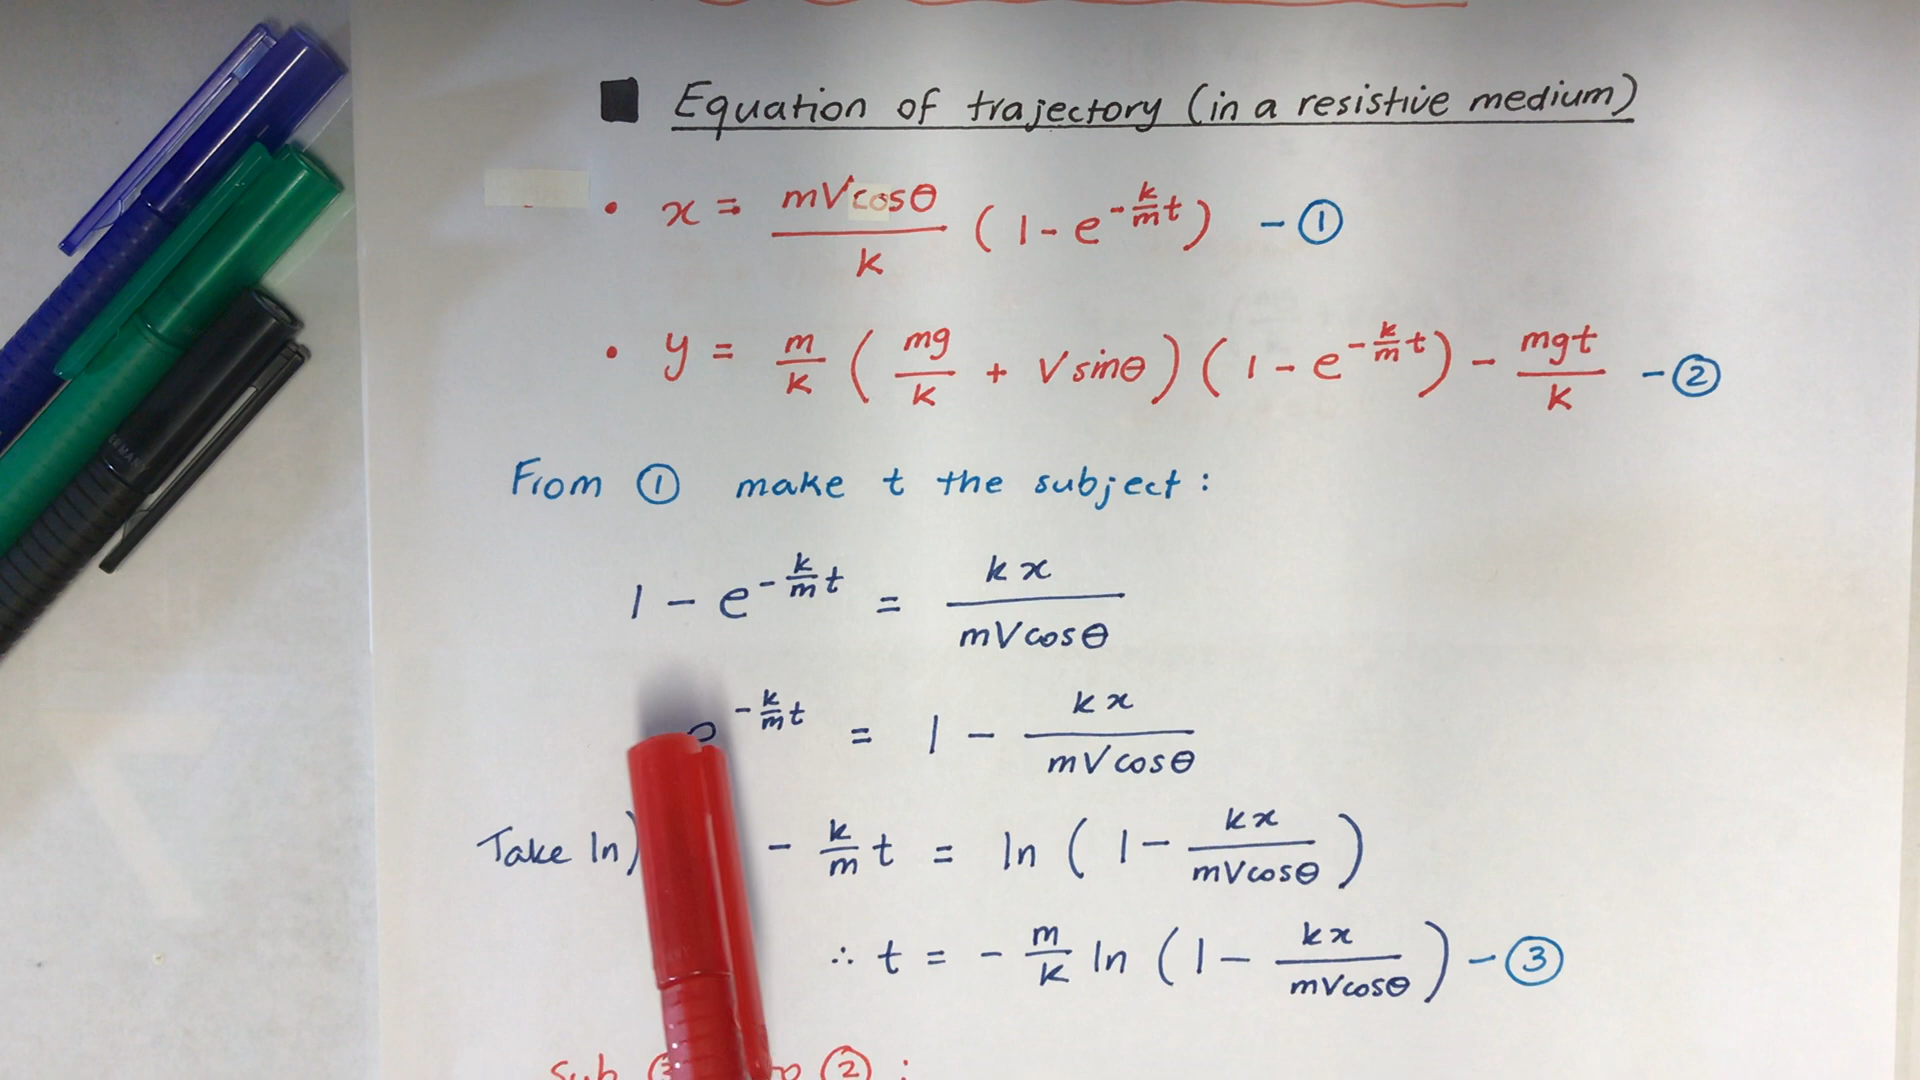 Equation of trajectory (in a resistive medium)
• x = mVcosθ/k (1 - e^(-k/m t)) - ①
• y = m/k (mg/k + Vsinθ)(1 - e^(-k/m t)) - mgt/k - ②
From ① make t the subject :
1 - e^(-k/m t) = kx/(mVcosθ)
e^(-k/m t) = 1 - kx/(mVcosθ)
Take ln) - k/m t = ln (1 - kx/(mVcosθ))
∴ t = - m/k ln (1 - kx/(mVcosθ)) - ③
Sub ② :